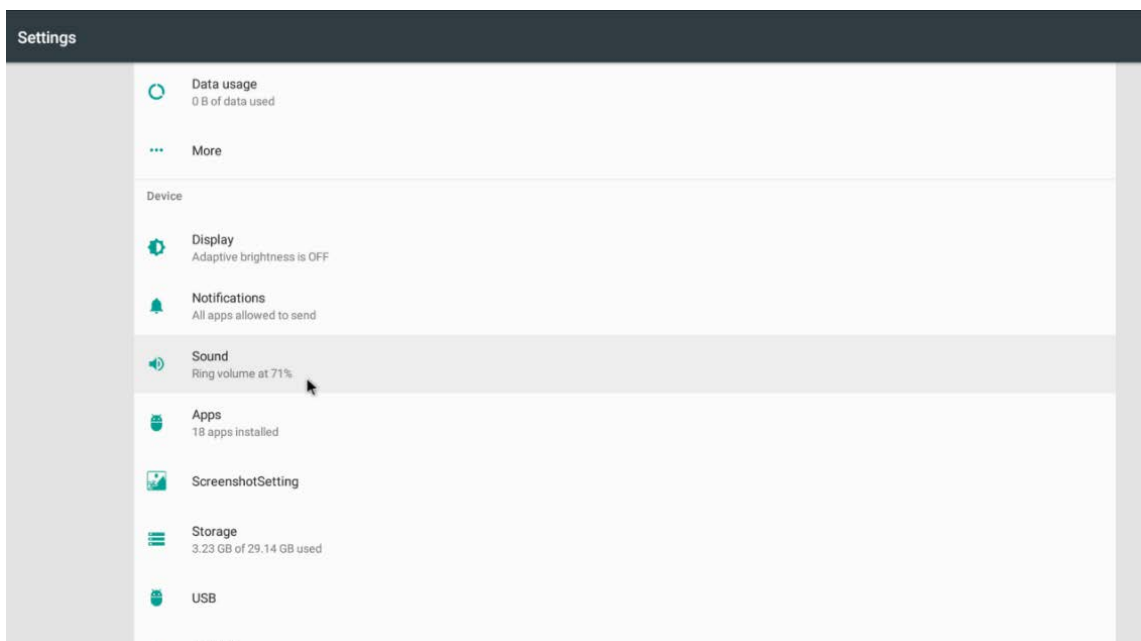 Settings
Data usage
0 B of data used
More
Device
Display
Adaptive brightness is OFF
Notifications
All apps allowed to send
Sound
Ring volume at 71%
Apps
18 apps installed
ScreenshotSetting
Storage
3.23 GB of 29.14 GB used
USB